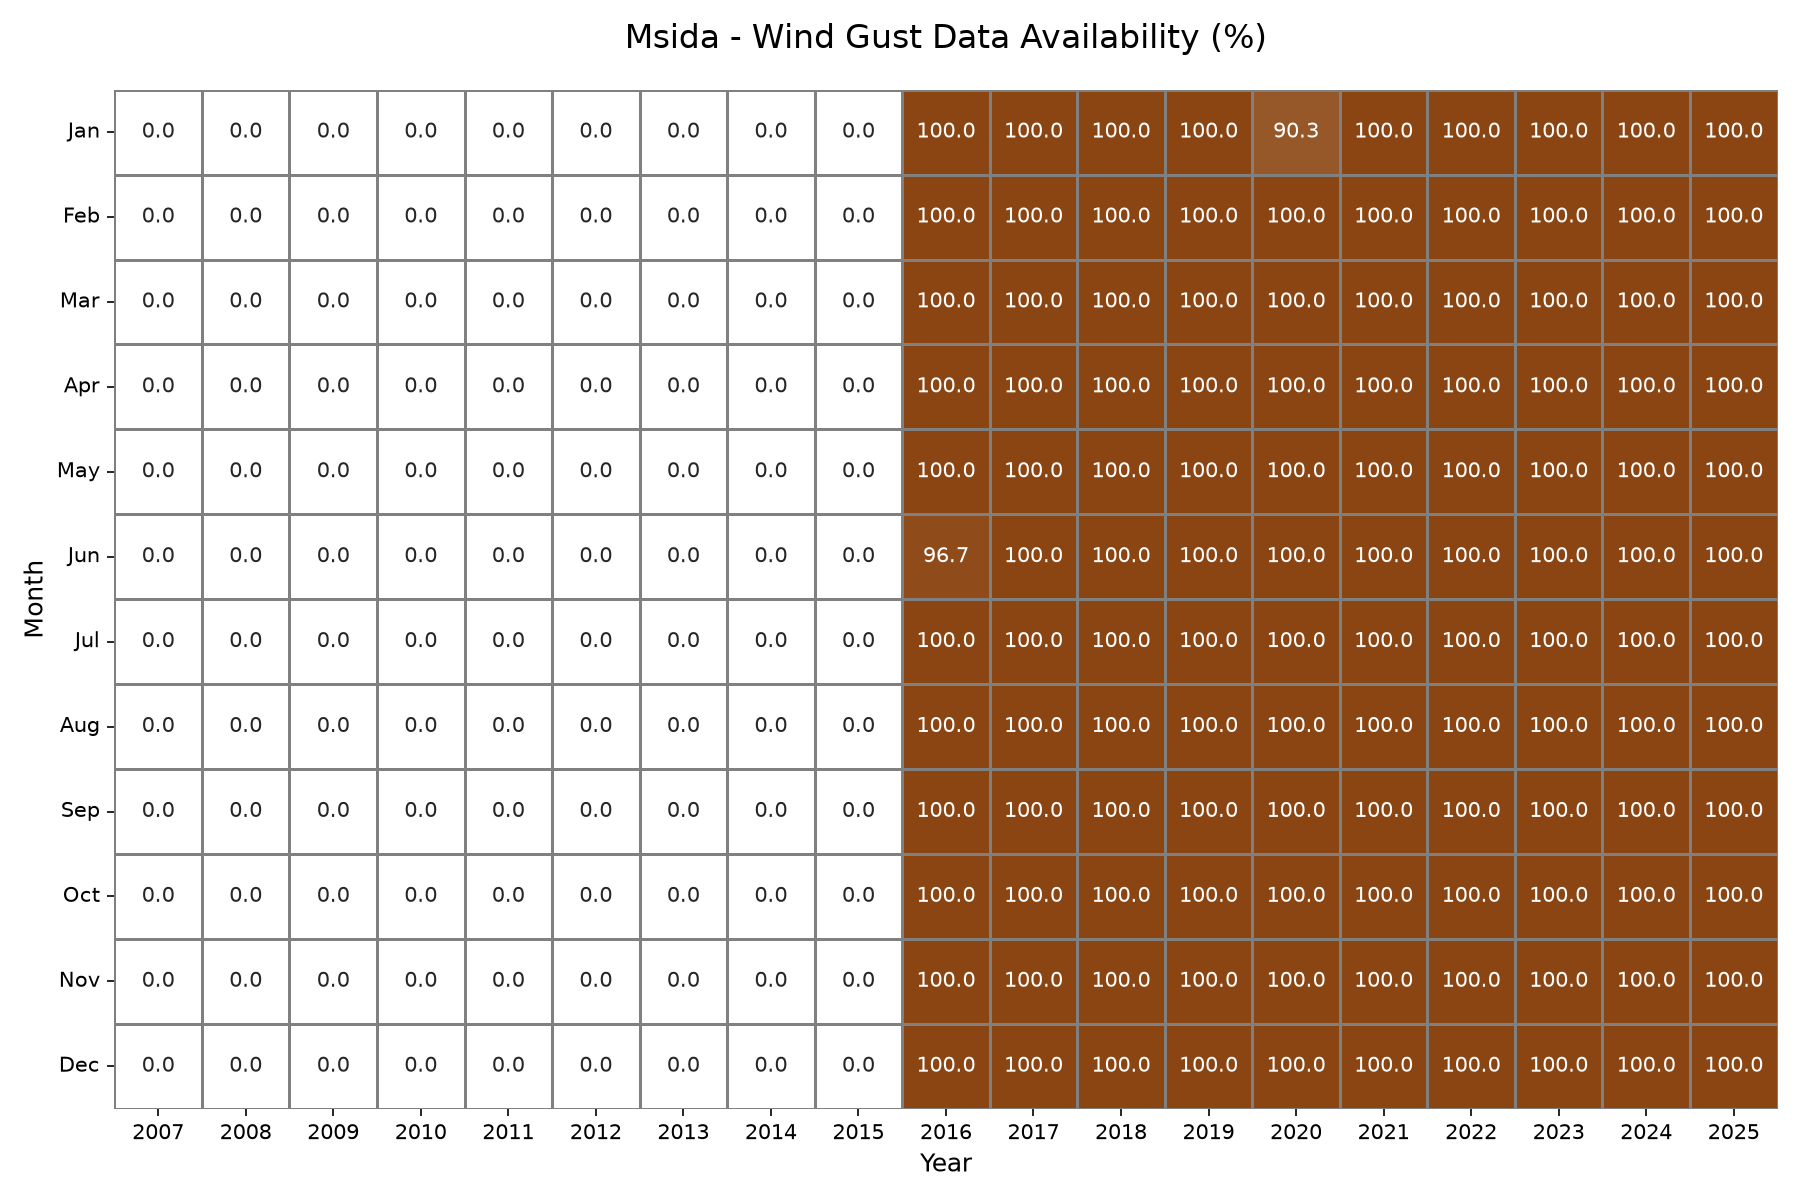 Msida - Wind Gust Data Availability (%)
Jan 0.0 0.0 0.0 0.0 0.0 0.0 0.0 0.0 0.0 100.0 100.0 100.0 100.0 90.3 100.0 100.0 100.0 100.0 100.0
Feb 0.0 0.0 0.0 0.0 0.0 0.0 0.0 0.0 0.0 100.0 100.0 100.0 100.0 100.0 100.0 100.0 100.0 100.0 100.0
Mar 0.0 0.0 0.0 0.0 0.0 0.0 0.0 0.0 0.0 100.0 100.0 100.0 100.0 100.0 100.0 100.0 100.0 100.0 100.0
Apr 0.0 0.0 0.0 0.0 0.0 0.0 0.0 0.0 0.0 100.0 100.0 100.0 100.0 100.0 100.0 100.0 100.0 100.0 100.0
May 0.0 0.0 0.0 0.0 0.0 0.0 0.0 0.0 0.0 100.0 100.0 100.0 100.0 100.0 100.0 100.0 100.0 100.0 100.0
Jun 0.0 0.0 0.0 0.0 0.0 0.0 0.0 0.0 0.0 96.7 100.0 100.0 100.0 100.0 100.0 100.0 100.0 100.0 100.0
Month
Jul 0.0 0.0 0.0 0.0 0.0 0.0 0.0 0.0 0.0 100.0 100.0 100.0 100.0 100.0 100.0 100.0 100.0 100.0 100.0
Aug 0.0 0.0 0.0 0.0 0.0 0.0 0.0 0.0 0.0 100.0 100.0 100.0 100.0 100.0 100.0 100.0 100.0 100.0 100.0
Sep 0.0 0.0 0.0 0.0 0.0 0.0 0.0 0.0 0.0 100.0 100.0 100.0 100.0 100.0 100.0 100.0 100.0 100.0 100.0
Oct 0.0 0.0 0.0 0.0 0.0 0.0 0.0 0.0 0.0 100.0 100.0 100.0 100.0 100.0 100.0 100.0 100.0 100.0 100.0
Nov 0.0 0.0 0.0 0.0 0.0 0.0 0.0 0.0 0.0 100.0 100.0 100.0 100.0 100.0 100.0 100.0 100.0 100.0 100.0
Dec 0.0 0.0 0.0 0.0 0.0 0.0 0.0 0.0 0.0 100.0 100.0 100.0 100.0 100.0 100.0 100.0 100.0 100.0 100.0
2007 2008 2009 2010 2011 2012 2013 2014 2015 2016 2017 2018 2019 2020 2021 2022 2023 2024 2025
Year